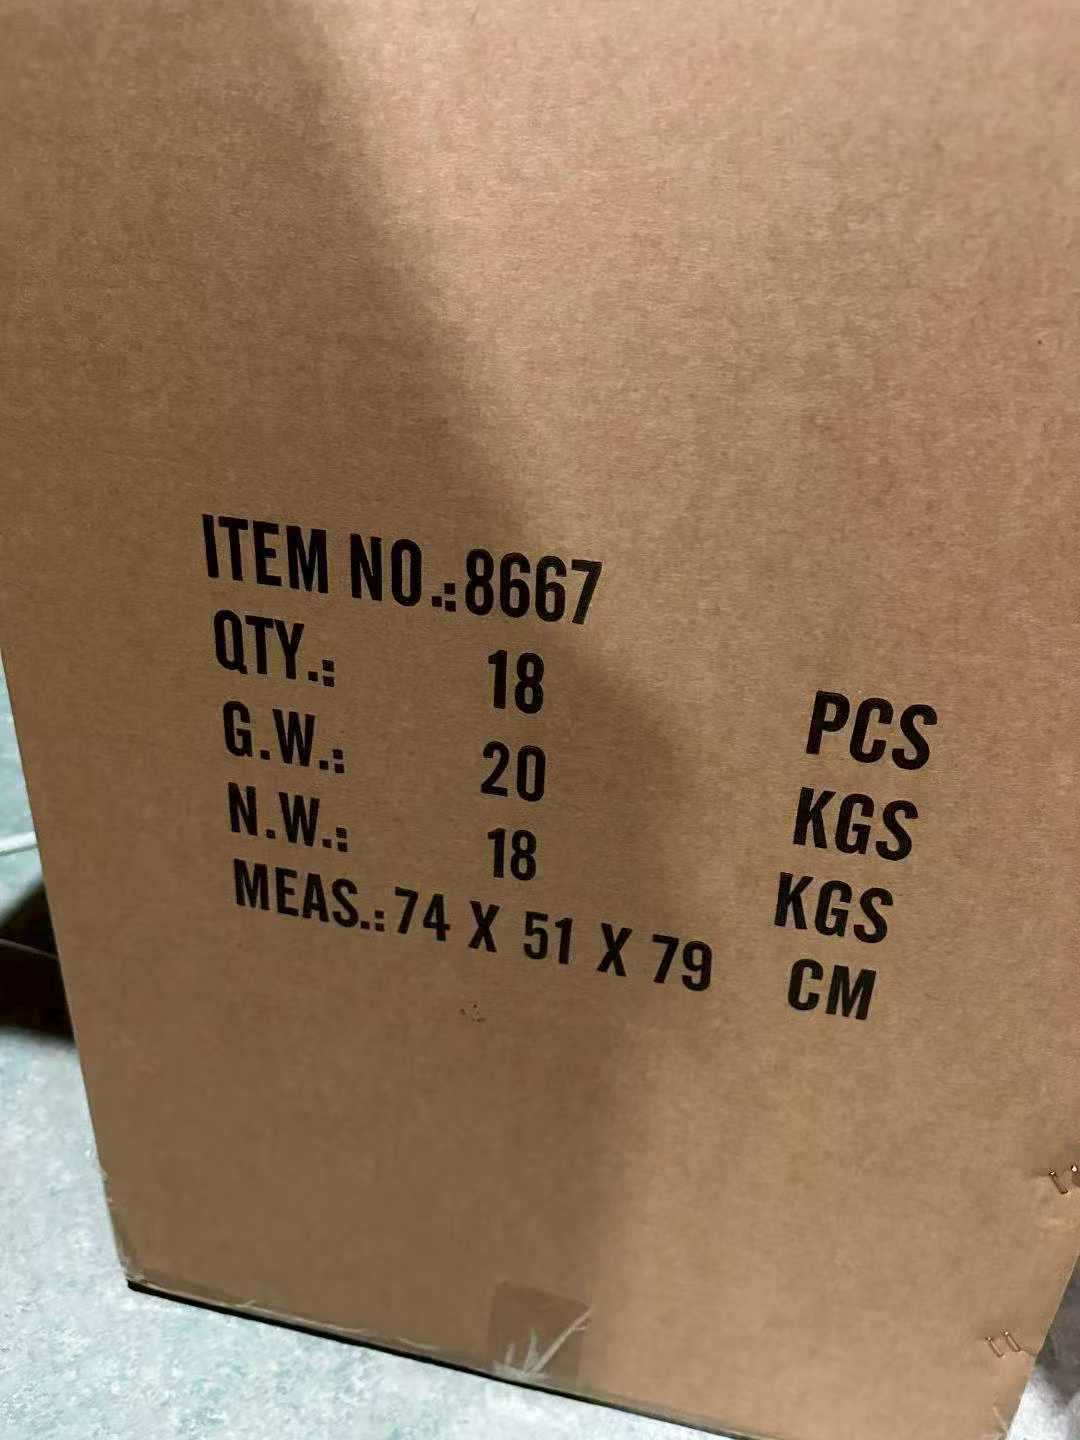 ITEM NO.:8667
QTY.: 18 PCS
G.W.: 20 KGS
N.W.: 18 KGS
MEAS.:74 X 51 X 79 CM